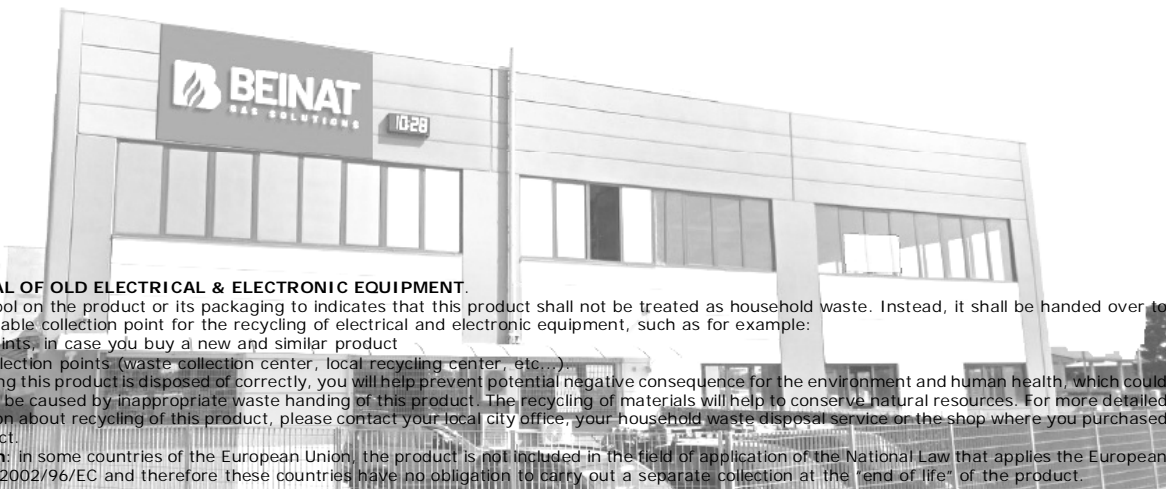 BEINAT
GAS SOLUTIONS
10:28
AL OF OLD ELECTRICAL & ELECTRONIC EQUIPMENT.
ool on the product or its packaging to indicates that this product shall not be treated as household waste. Instead, it shall be handed over to
able collection point for the recycling of electrical and electronic equipment, such as for example:
ints, in case you buy a new and similar product
llection points (waste collection center, local recycling center, etc...).
ng this product is disposed of correctly, you will help prevent potential negative consequence for the environment and human health, which could
be caused by inappropriate waste handing of this product. The recycling of materials will help to conserve natural resources. For more detailed
on about recycling of this product, please contact your local city office, your household waste disposal service or the shop where you purchased
ct.
n: in some countries of the European Union, the product is not included in the field of application of the National Law that applies the European
2002/96/EC and therefore these countries have no obligation to carry out a separate collection at the "end of life" of the product.